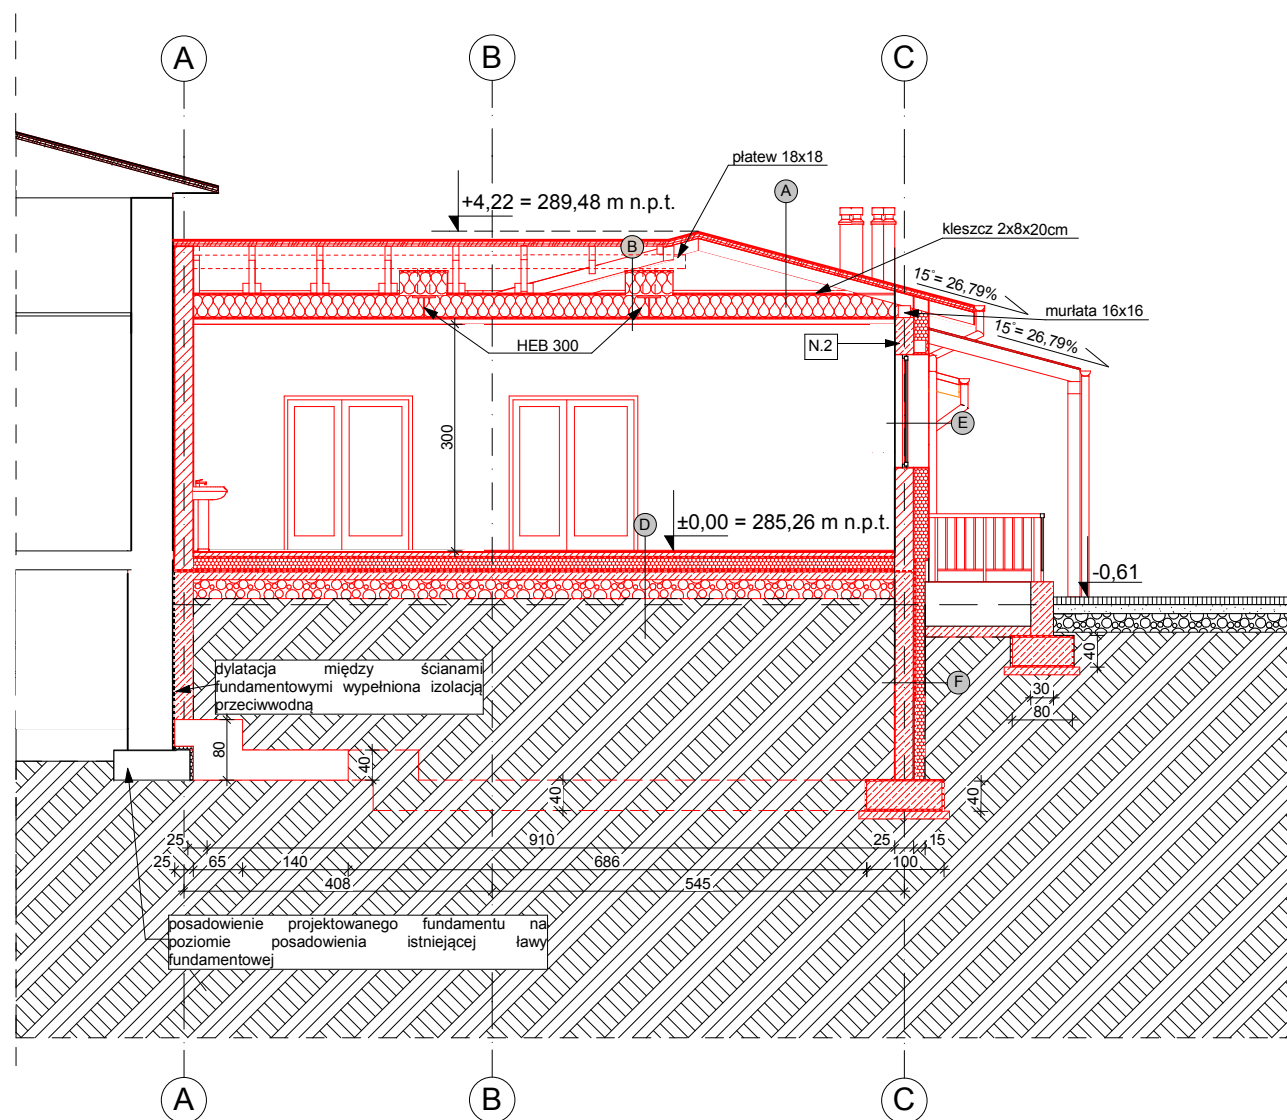 A
B
C
płatew 18x18
A
+4,22 = 289,48 m n.p.t.
kleszcz 2x8x20cm
B
15°= 26,79%
murłata 16x16
15°= 26,79%
HEB 300
N.2
E
300
D
±0,00 = 285,26 m n.p.t.
-0,61
dylatacja między ścianami
fundamentowymi wypełniona izolacją
przeciwwodną
40
F
30
80
80
40
40
40
25
910
25
15
25
65
140
686
100
408
545
posadowienie projektowanego fundamentu na
poziomie posadowienia istniejącej ławy
fundamentowej
A
B
C